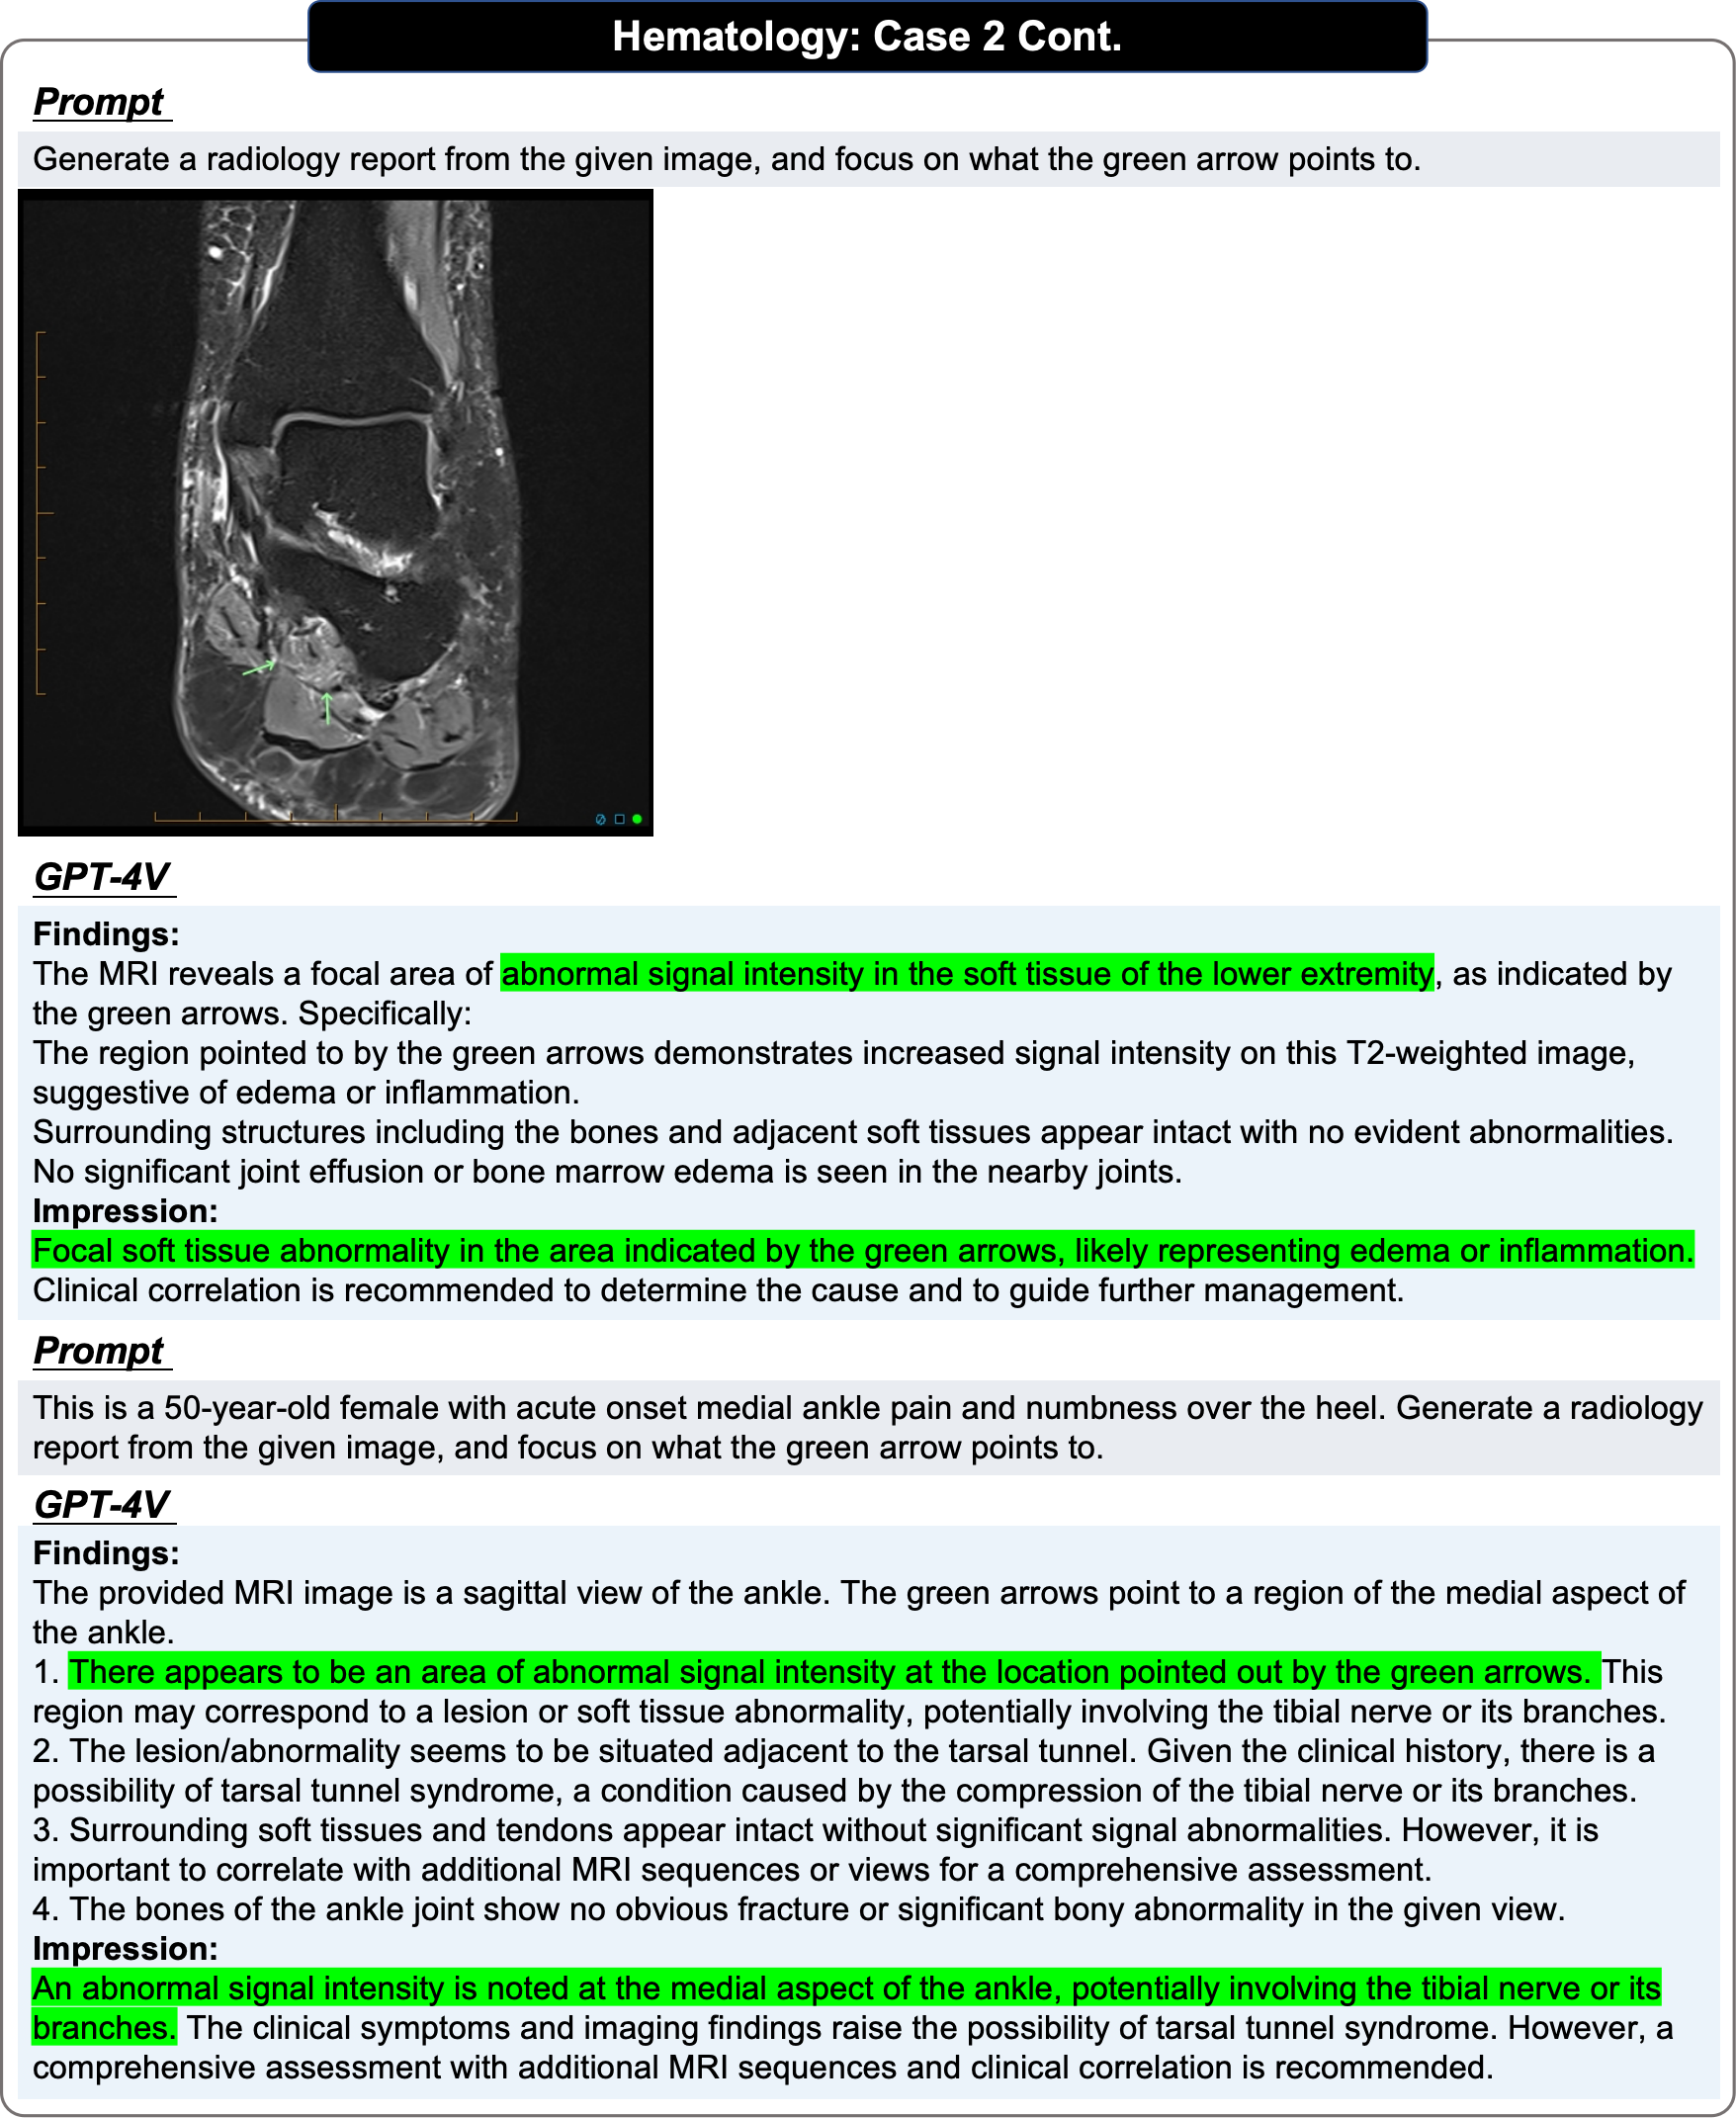 Hematology: Case 2 Cont.
Prompt
Generate a radiology report from the given image, and focus on what the green arrow points to.
GPT-4V
Findings:
The MRI reveals a focal area of abnormal signal intensity in the soft tissue of the lower extremity, as indicated by
the green arrows. Specifically:
The region pointed to by the green arrows demonstrates increased signal intensity on this T2-weighted image,
suggestive of edema or inflammation.
Surrounding structures including the bones and adjacent soft tissues appear intact with no evident abnormalities.
No significant joint effusion or bone marrow edema is seen in the nearby joints.
Impression:
Focal soft tissue abnormality in the area indicated by the green arrows, likely representing edema or inflammation.
Clinical correlation is recommended to determine the cause and to guide further management.
Prompt
This is a 50-year-old female with acute onset medial ankle pain and numbness over the heel. Generate a radiology
report from the given image, and focus on what the green arrow points to.
GPT-4V
Findings:
The provided MRI image is a sagittal view of the ankle. The green arrows point to a region of the medial aspect of
the ankle.
1. There appears to be an area of abnormal signal intensity at the location pointed out by the green arrows. This
region may correspond to a lesion or soft tissue abnormality, potentially involving the tibial nerve or its branches.
2. The lesion/abnormality seems to be situated adjacent to the tarsal tunnel. Given the clinical history, there is a
possibility of tarsal tunnel syndrome, a condition caused by the compression of the tibial nerve or its branches.
3. Surrounding soft tissues and tendons appear intact without significant signal abnormalities. However, it is
important to correlate with additional MRI sequences or views for a comprehensive assessment.
4. The bones of the ankle joint show no obvious fracture or significant bony abnormality in the given view.
Impression:
An abnormal signal intensity is noted at the medial aspect of the ankle, potentially involving the tibial nerve or its
branches. The clinical symptoms and imaging findings raise the possibility of tarsal tunnel syndrome. However, a
comprehensive assessment with additional MRI sequences and clinical correlation is recommended.